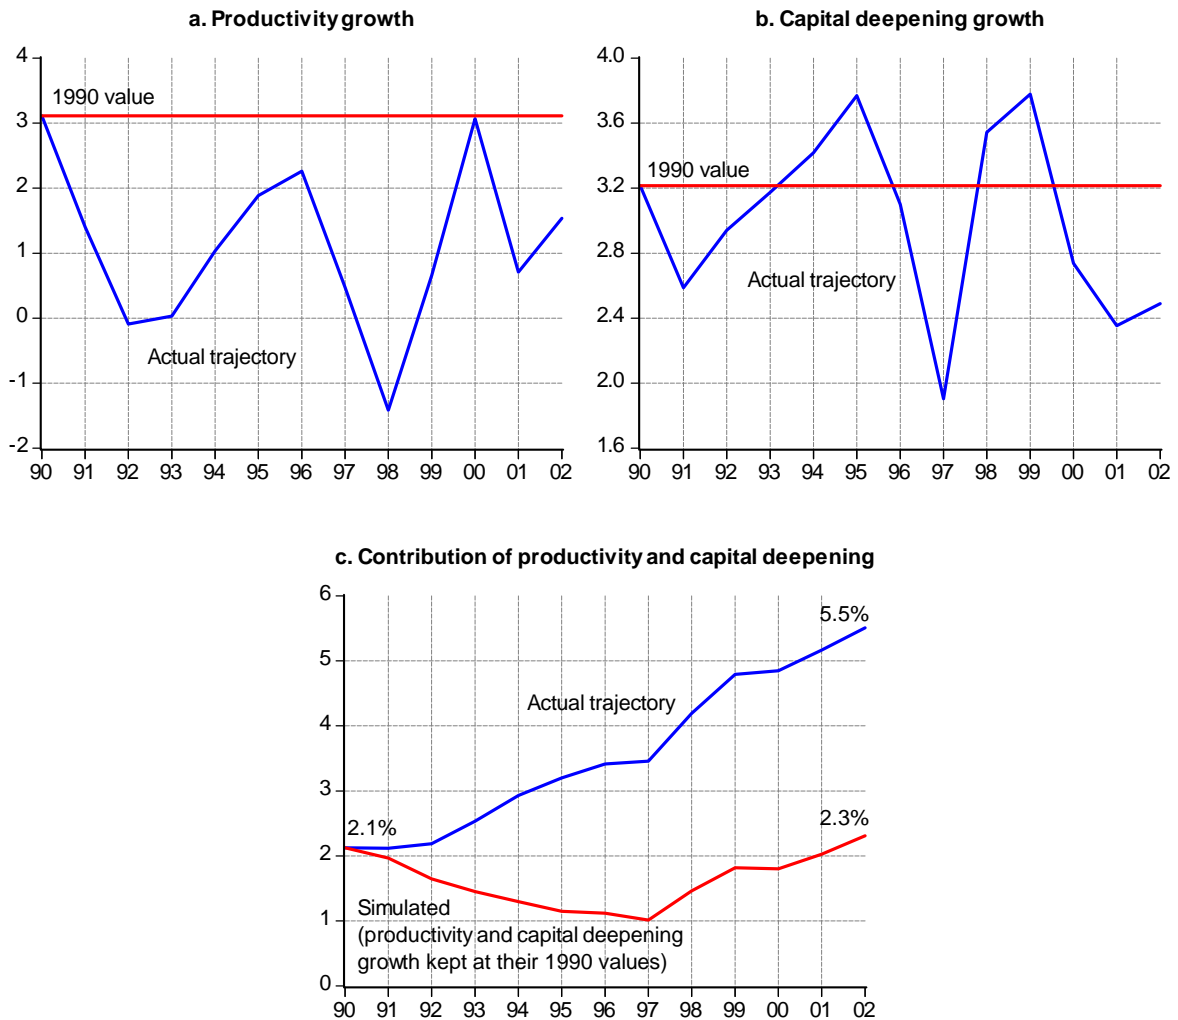 a. Productivity growth
4
3
2
1
0
-1
-2
1990 value
Actual trajectory
90 91 92 93 94 95 96 97 98 99 00 01 02
b. Capital deepening growth
4.0
3.6
3.2
2.8
2.4
2.0
1.6
1990 value
Actual trajectory
90 91 92 93 94 95 96 97 98 99 00 01 02
c. Contribution of productivity and capital deepening
6
5
4
3
2
1
0
5.5%
Actual trajectory
2.1%
2.3%
Simulated
(productivity and capital deepening
growth kept at their 1990 values)
90 91 92 93 94 95 96 97 98 99 00 01 02